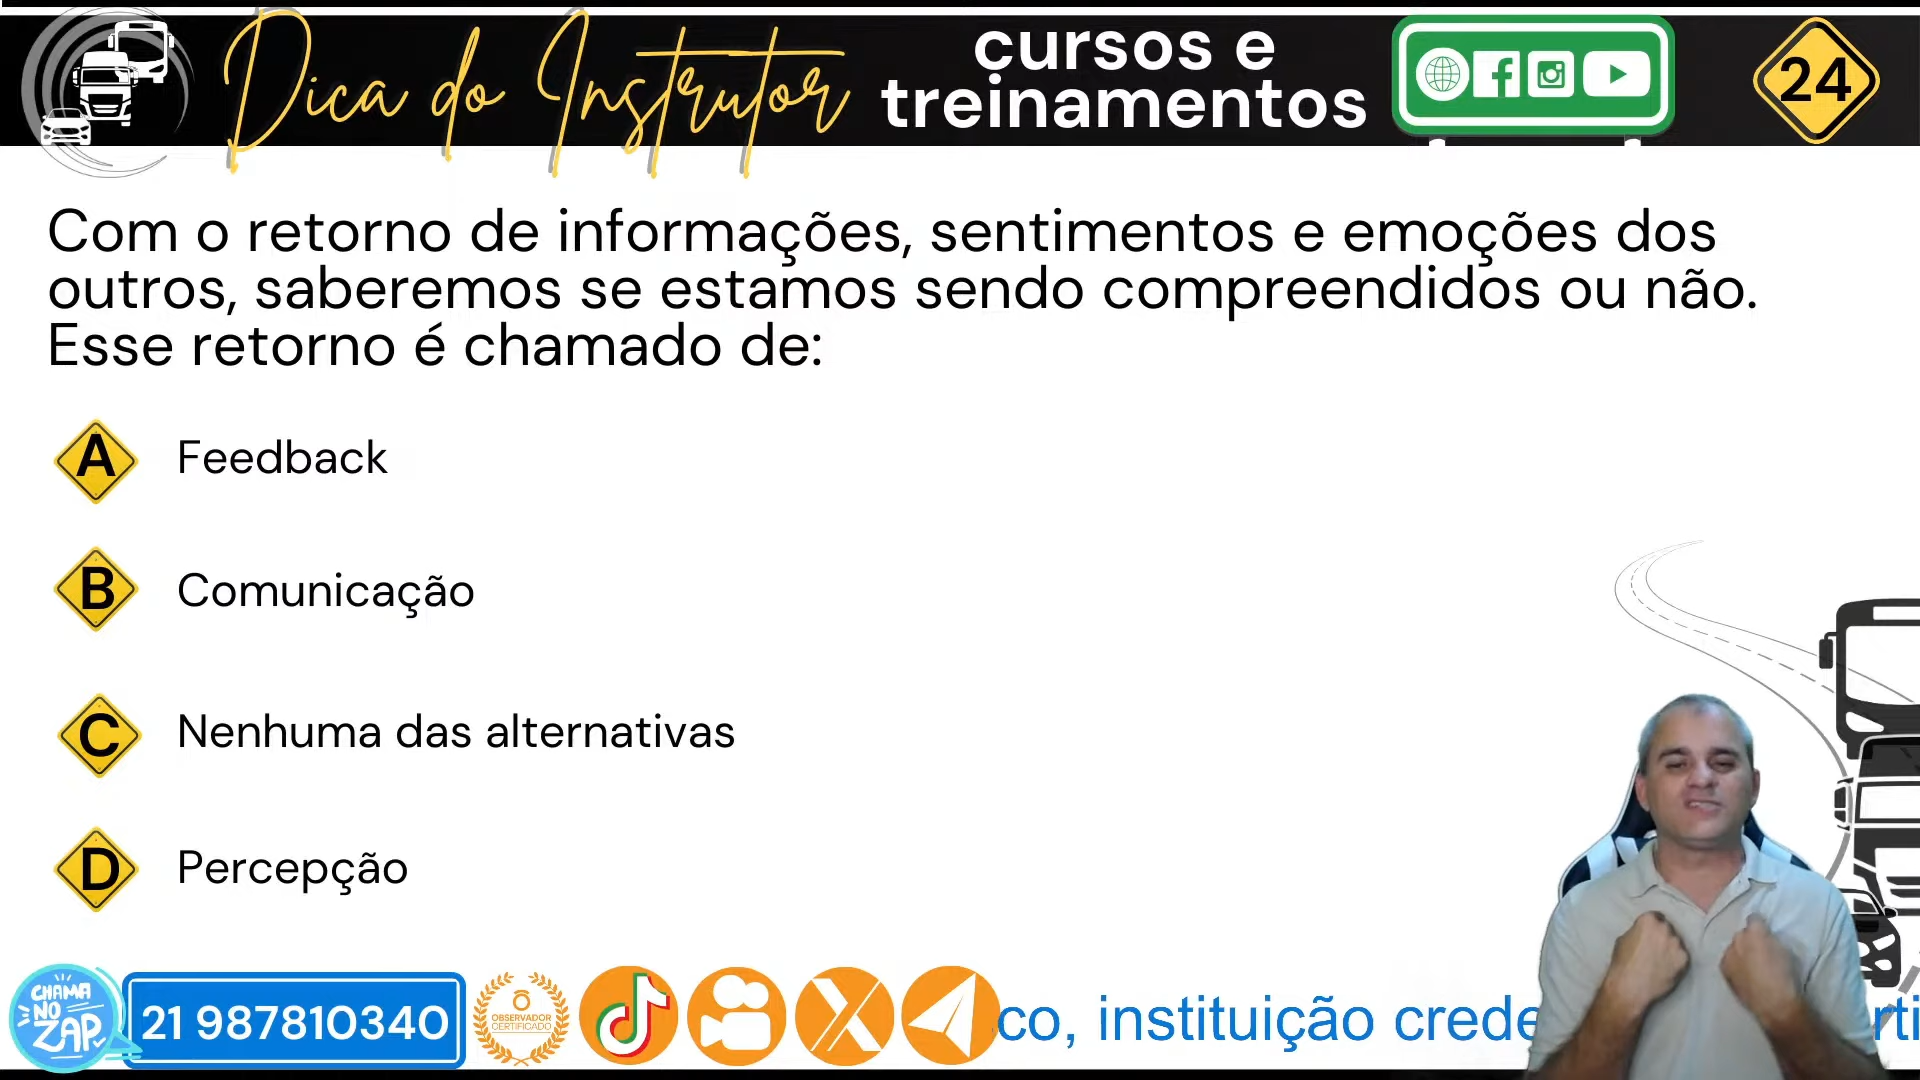 Dica do Instrutor
cursos e
treinamentos
24
Com o retorno de informações, sentimentos e emoções dos
outros, saberemos se estamos sendo compreendidos ou não.
Esse retorno é chamado de:
A Feedback
B Comunicação
C Nenhuma das alternativas
D Percepção
CHAMA
NO
ZAP
21 987810340
OBSERVADOR
CERTIFICADO
co, instituição crede
rti